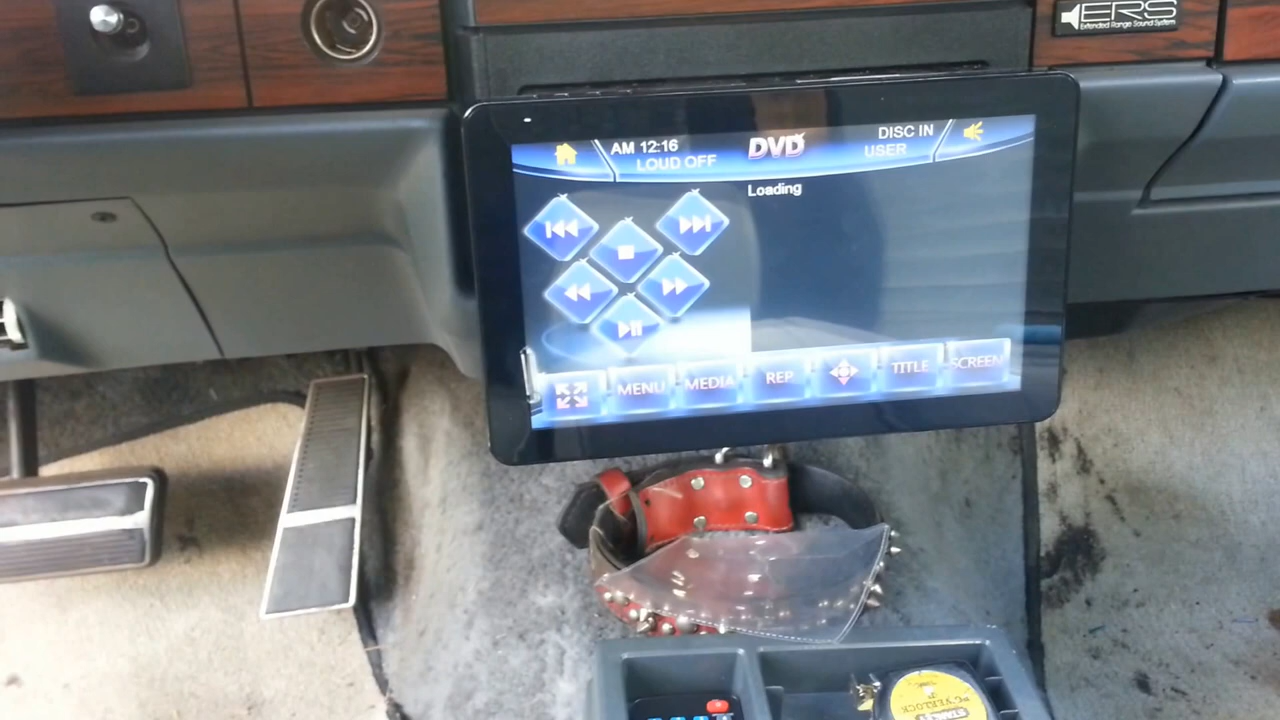 ERS
Extended Range Sound System
AM 12:16
LOUD OFF
DVD
DISC IN
USER
Loading
MENU
MEDIA
REP
TITLE
SCREEN